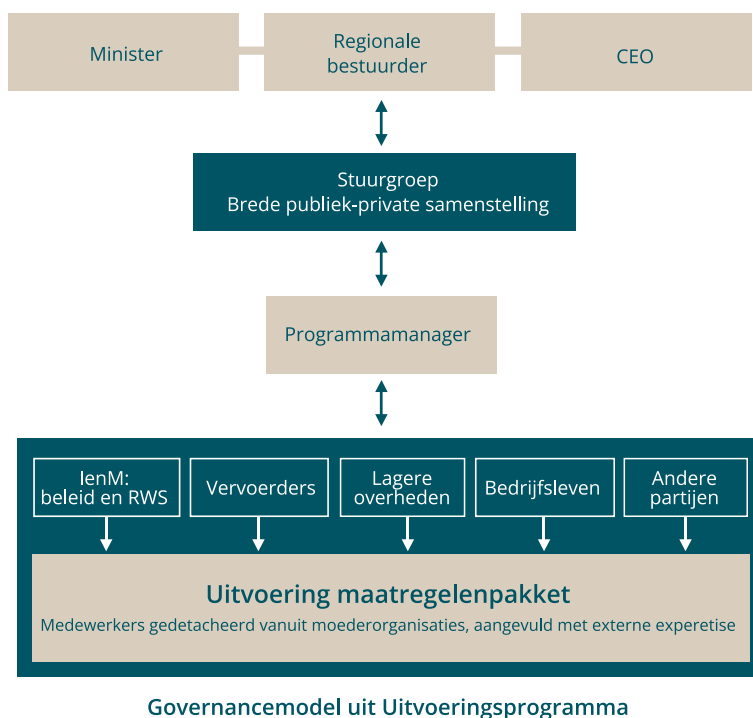 Minister
Regionale
bestuurder
CEO
Stuurgroep
Brede publiek-private samenstelling
Programmamanager
IenM:
beleid en RWS
Vervoerders
Lagere
overheden
Bedrijfsleven
Andere
partijen
Uitvoering maatregelenpakket
Medewerkers gedetacheerd vanuit moederorganisaties, aangevuld met externe experetise
Governancemodel uit Uitvoeringsprogramma